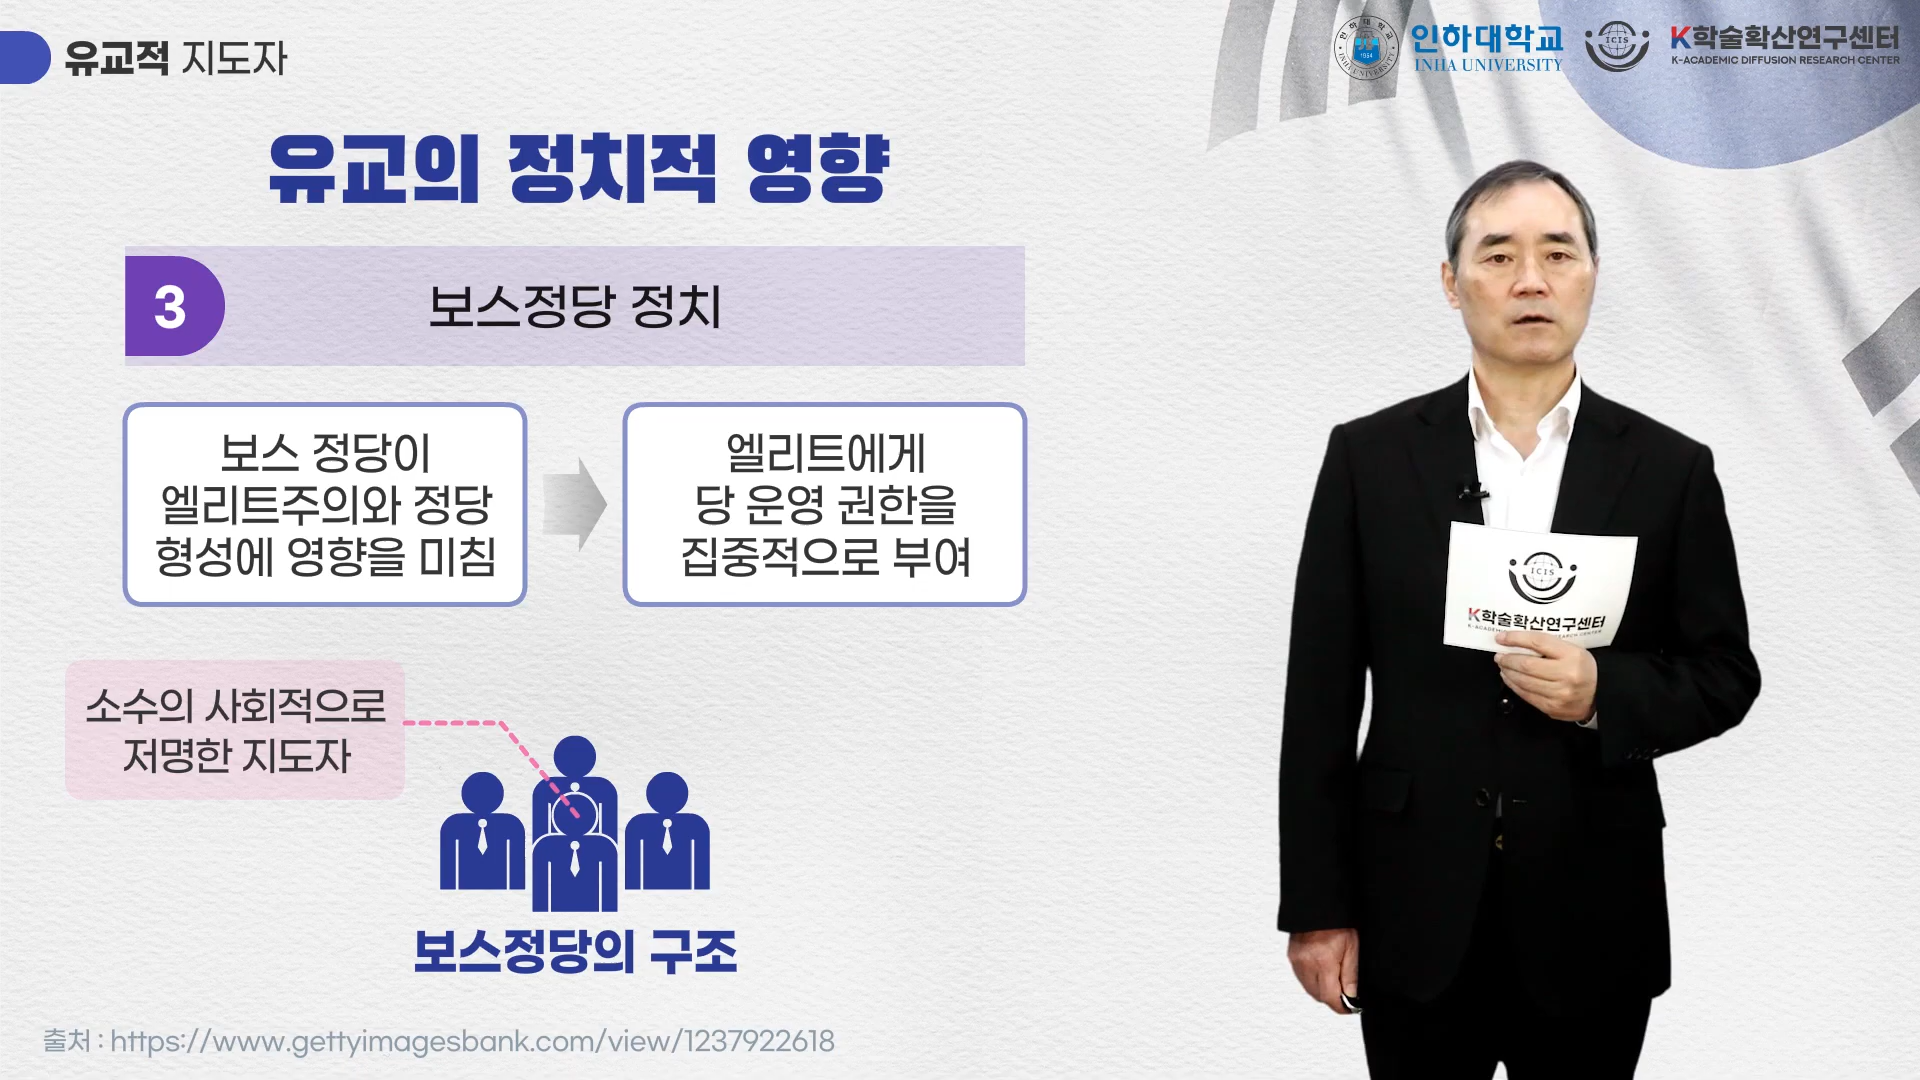 유교적 지도자
인하대학교
INHA UNIVERSITY
1954
ICIS
K학술확산연구센터
K-ACADEMIC DIFFUSION RESEARCH CENTER
유교의 정치적 영향
3
보스정당 정치
보스 정당이
엘리트주의와 정당
형성에 영향을 미침
엘리트에게
당 운영 권한을
집중적으로 부여
소수의 사회적으로
저명한 지도자
보스정당의 구조
ICIS
K학술확산연구센터
출처 : https://www.gettyimagesbank.com/view/1237922618